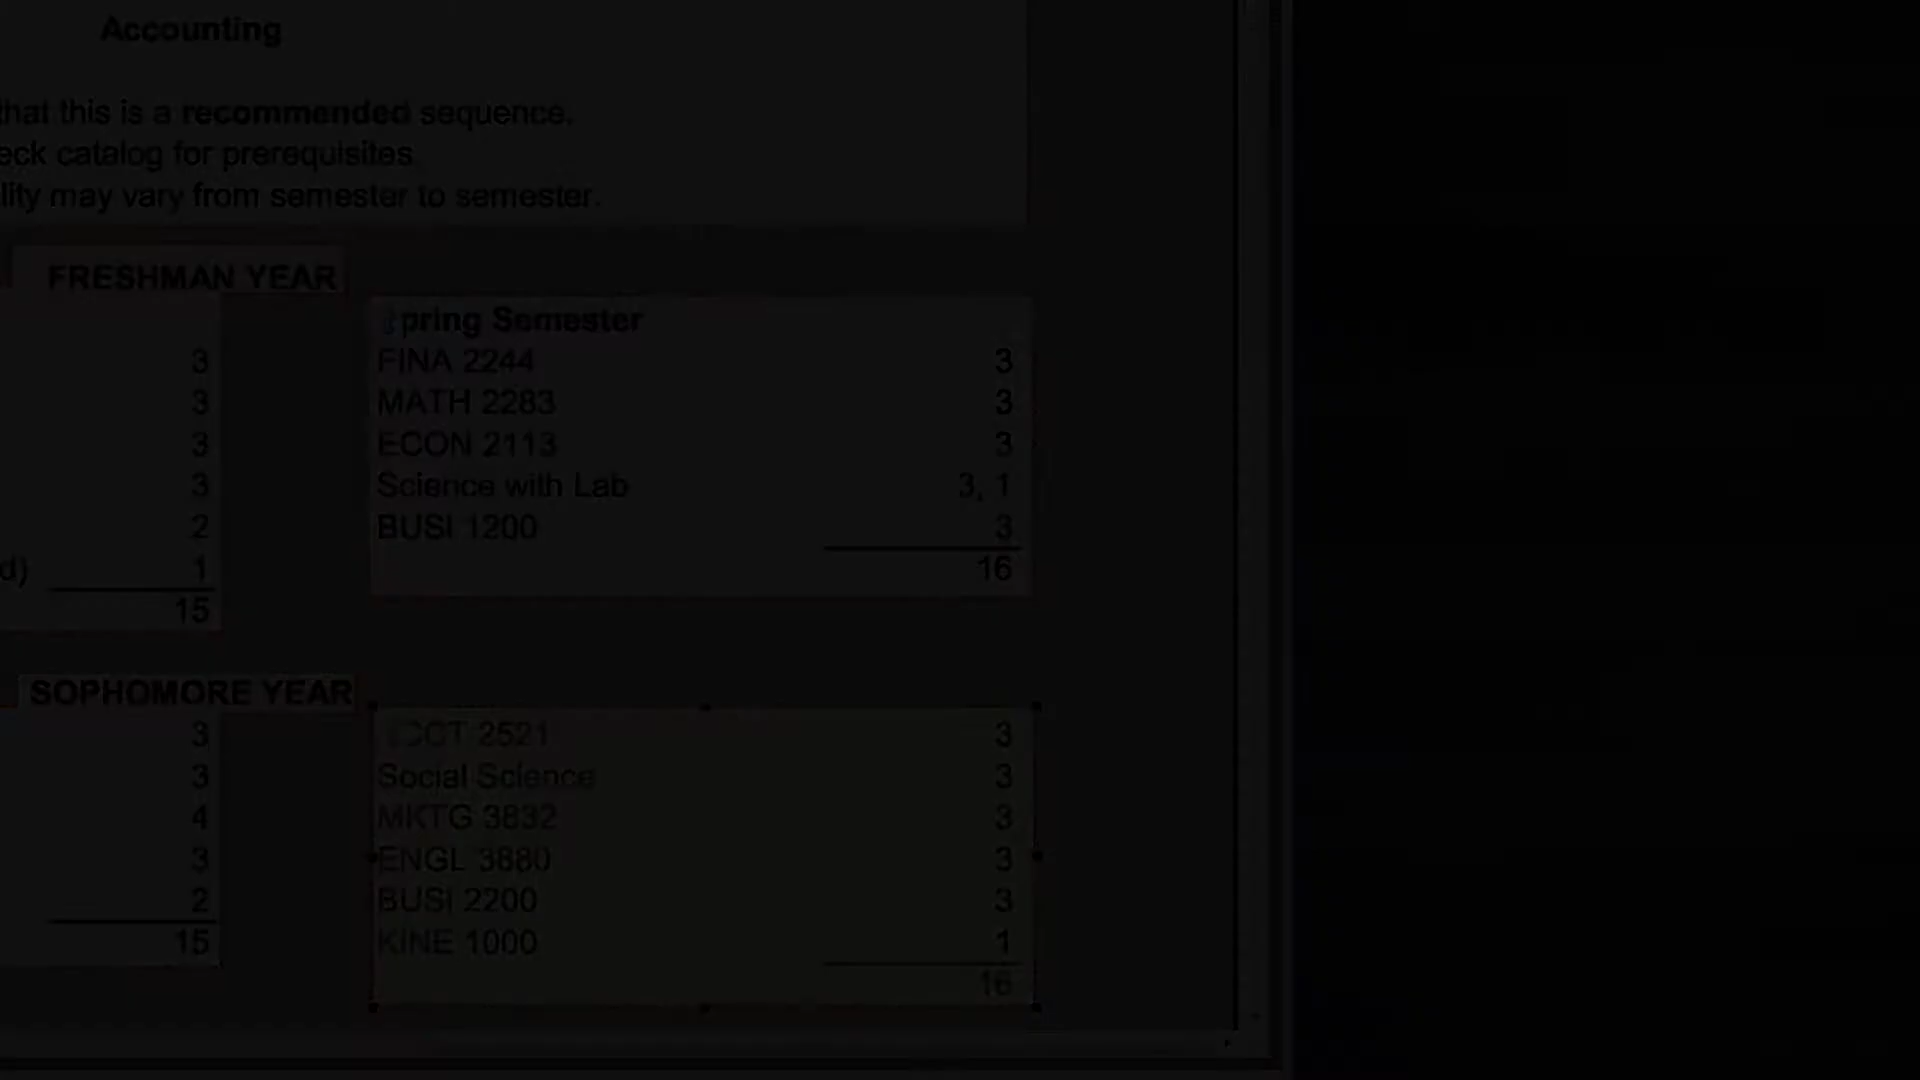 Accounting
that this is a recommended sequence.
eck catalog for prerequisites.
lity may vary from semester to semester.
FRESHMAN YEAR
pring Semester
3 FINA 2244 3
3 MATH 2283 3
3 ECON 2113 3
3 Science with Lab 3, 1
2 BUSI 1200 3
d) 1 16
15
SOPHOMORE YEAR
3 2521 3
3 Social Science 3
4 MKTG 3832 3
3 ENGL 3880 3
2 BUSI 2200 3
15 KINE 1000 1
16